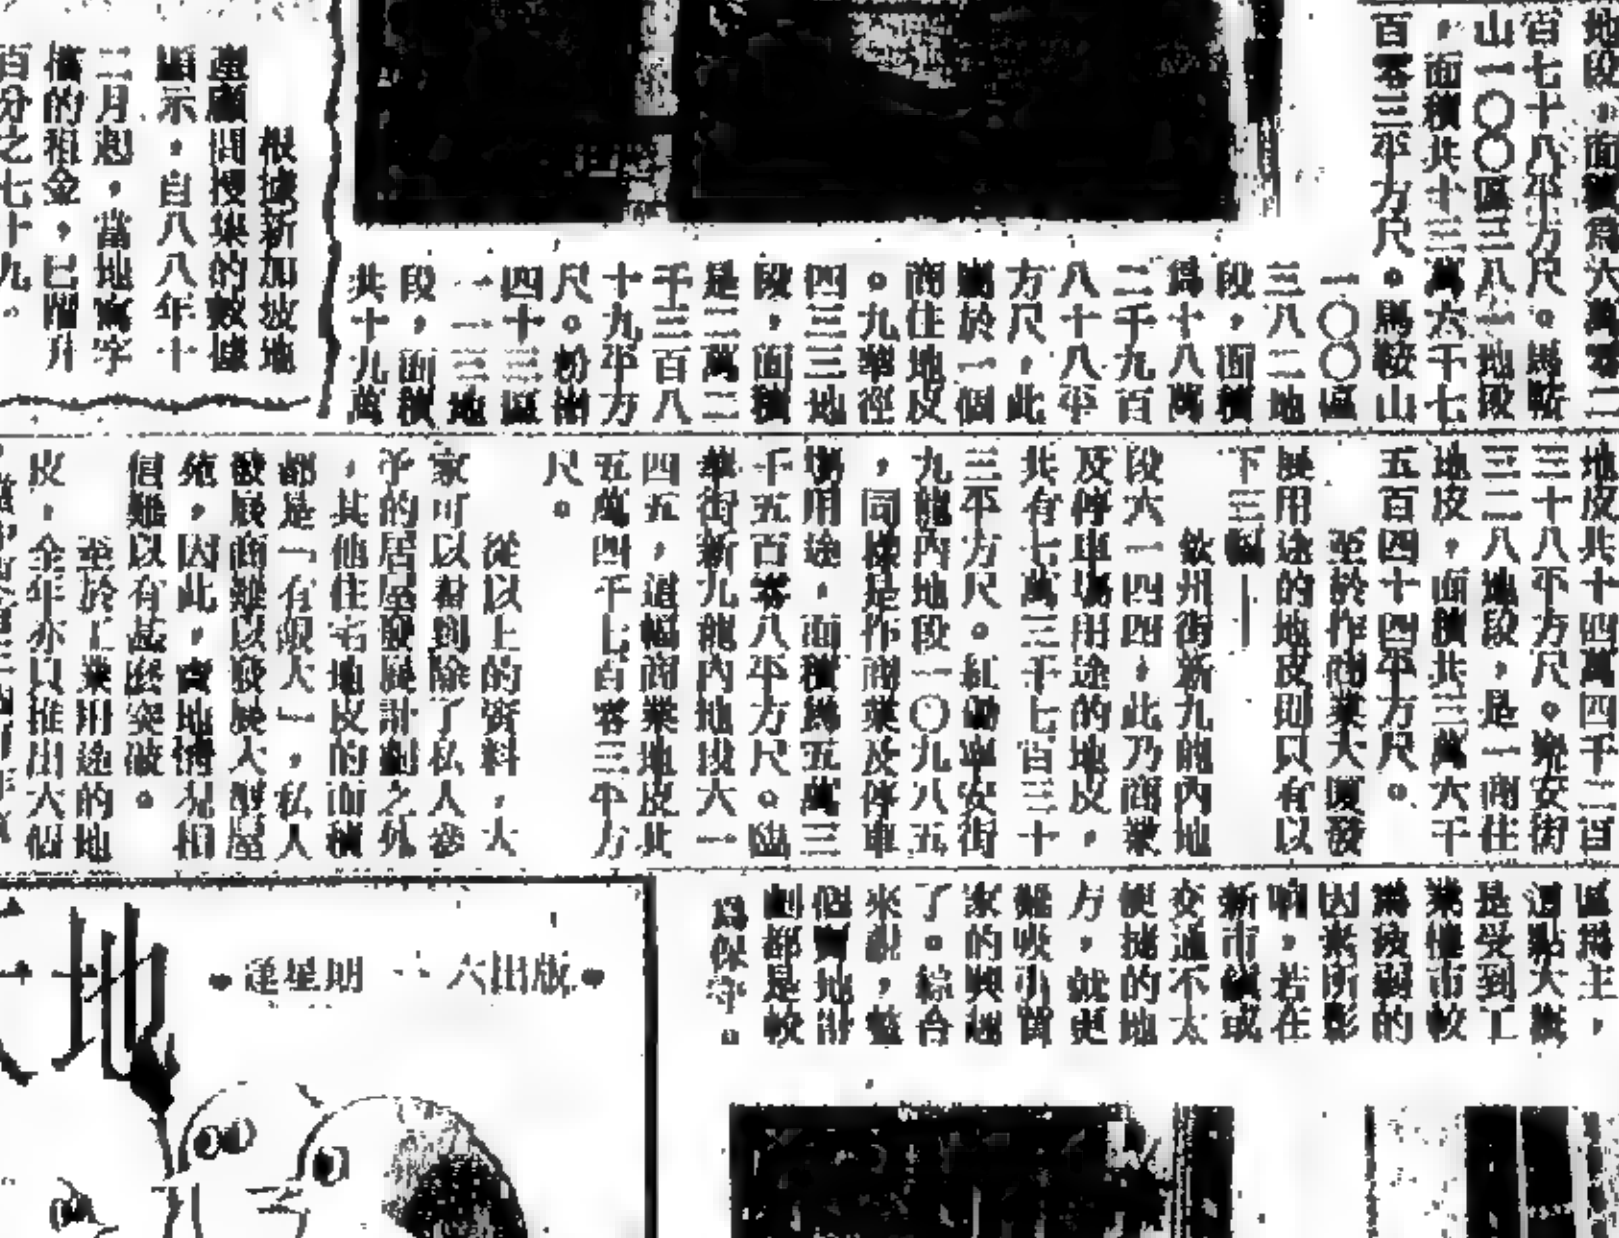 地段，面積為六萬零二
百七十八平方尺。馬鞍
山一〇〇區三八一地段
，面積共十三萬六千七
百零三平方尺。馬鞍山
一〇〇區
三八二地
段，面積
為十八萬
二千九百
八十八平
方尺，此
屬於一個
商住地皮
。九華徑
四三三地
段，面積
是二萬二
千三百八
十九平方
尺。粉嶺
四十三區
一一三地
段，面積
共十九萬
根據新加坡地
產顧問搜集的數據
顯示，自八八年十
二月起，當地寫字
樓的租金，已躍升
百份之七十九。
地皮共十四萬四千二百
三十八平方尺。樂安街
三二八地段，是一商住
地皮，面積共三萬六千
五百四十四平方尺。
至於作商業大廈發
展用途的地皮則只有以
下三幅——
欽州街新九龍內地
段六一四四，此乃商業
及停車場用途的地皮，
共有七萬三千七百三十
三平方尺。紅磡寧安街
九龍內地段一〇九八五
，同樣是作商業及停車
場用途，面積為五萬三
千五百零八平方尺。臨
華街新九龍內地段六一
四五，這幅商業地皮共
五萬四千七百零三平方
尺。
從以上的資料，大
家可以看到除了私人參
予的居屋發展計劃之外
，其他住宅地皮的面積
都是「有限大」，私人
發展商難以發展大型屋
苑，因此，賣地情況相
信難以有甚麼突破。
至於工業用途的地
皮，全年亦只推出六個
區為主，
這點大概
是受到工
業樓市較
為疲弱的
因素所影
响，若在
新市鎮或
交通不太
便捷的地
方，就更
難吸引買
家的興趣
了。綜合
來說，整
個賣地計
劃都是較
為保守。
地
●逢星期一、六出版●